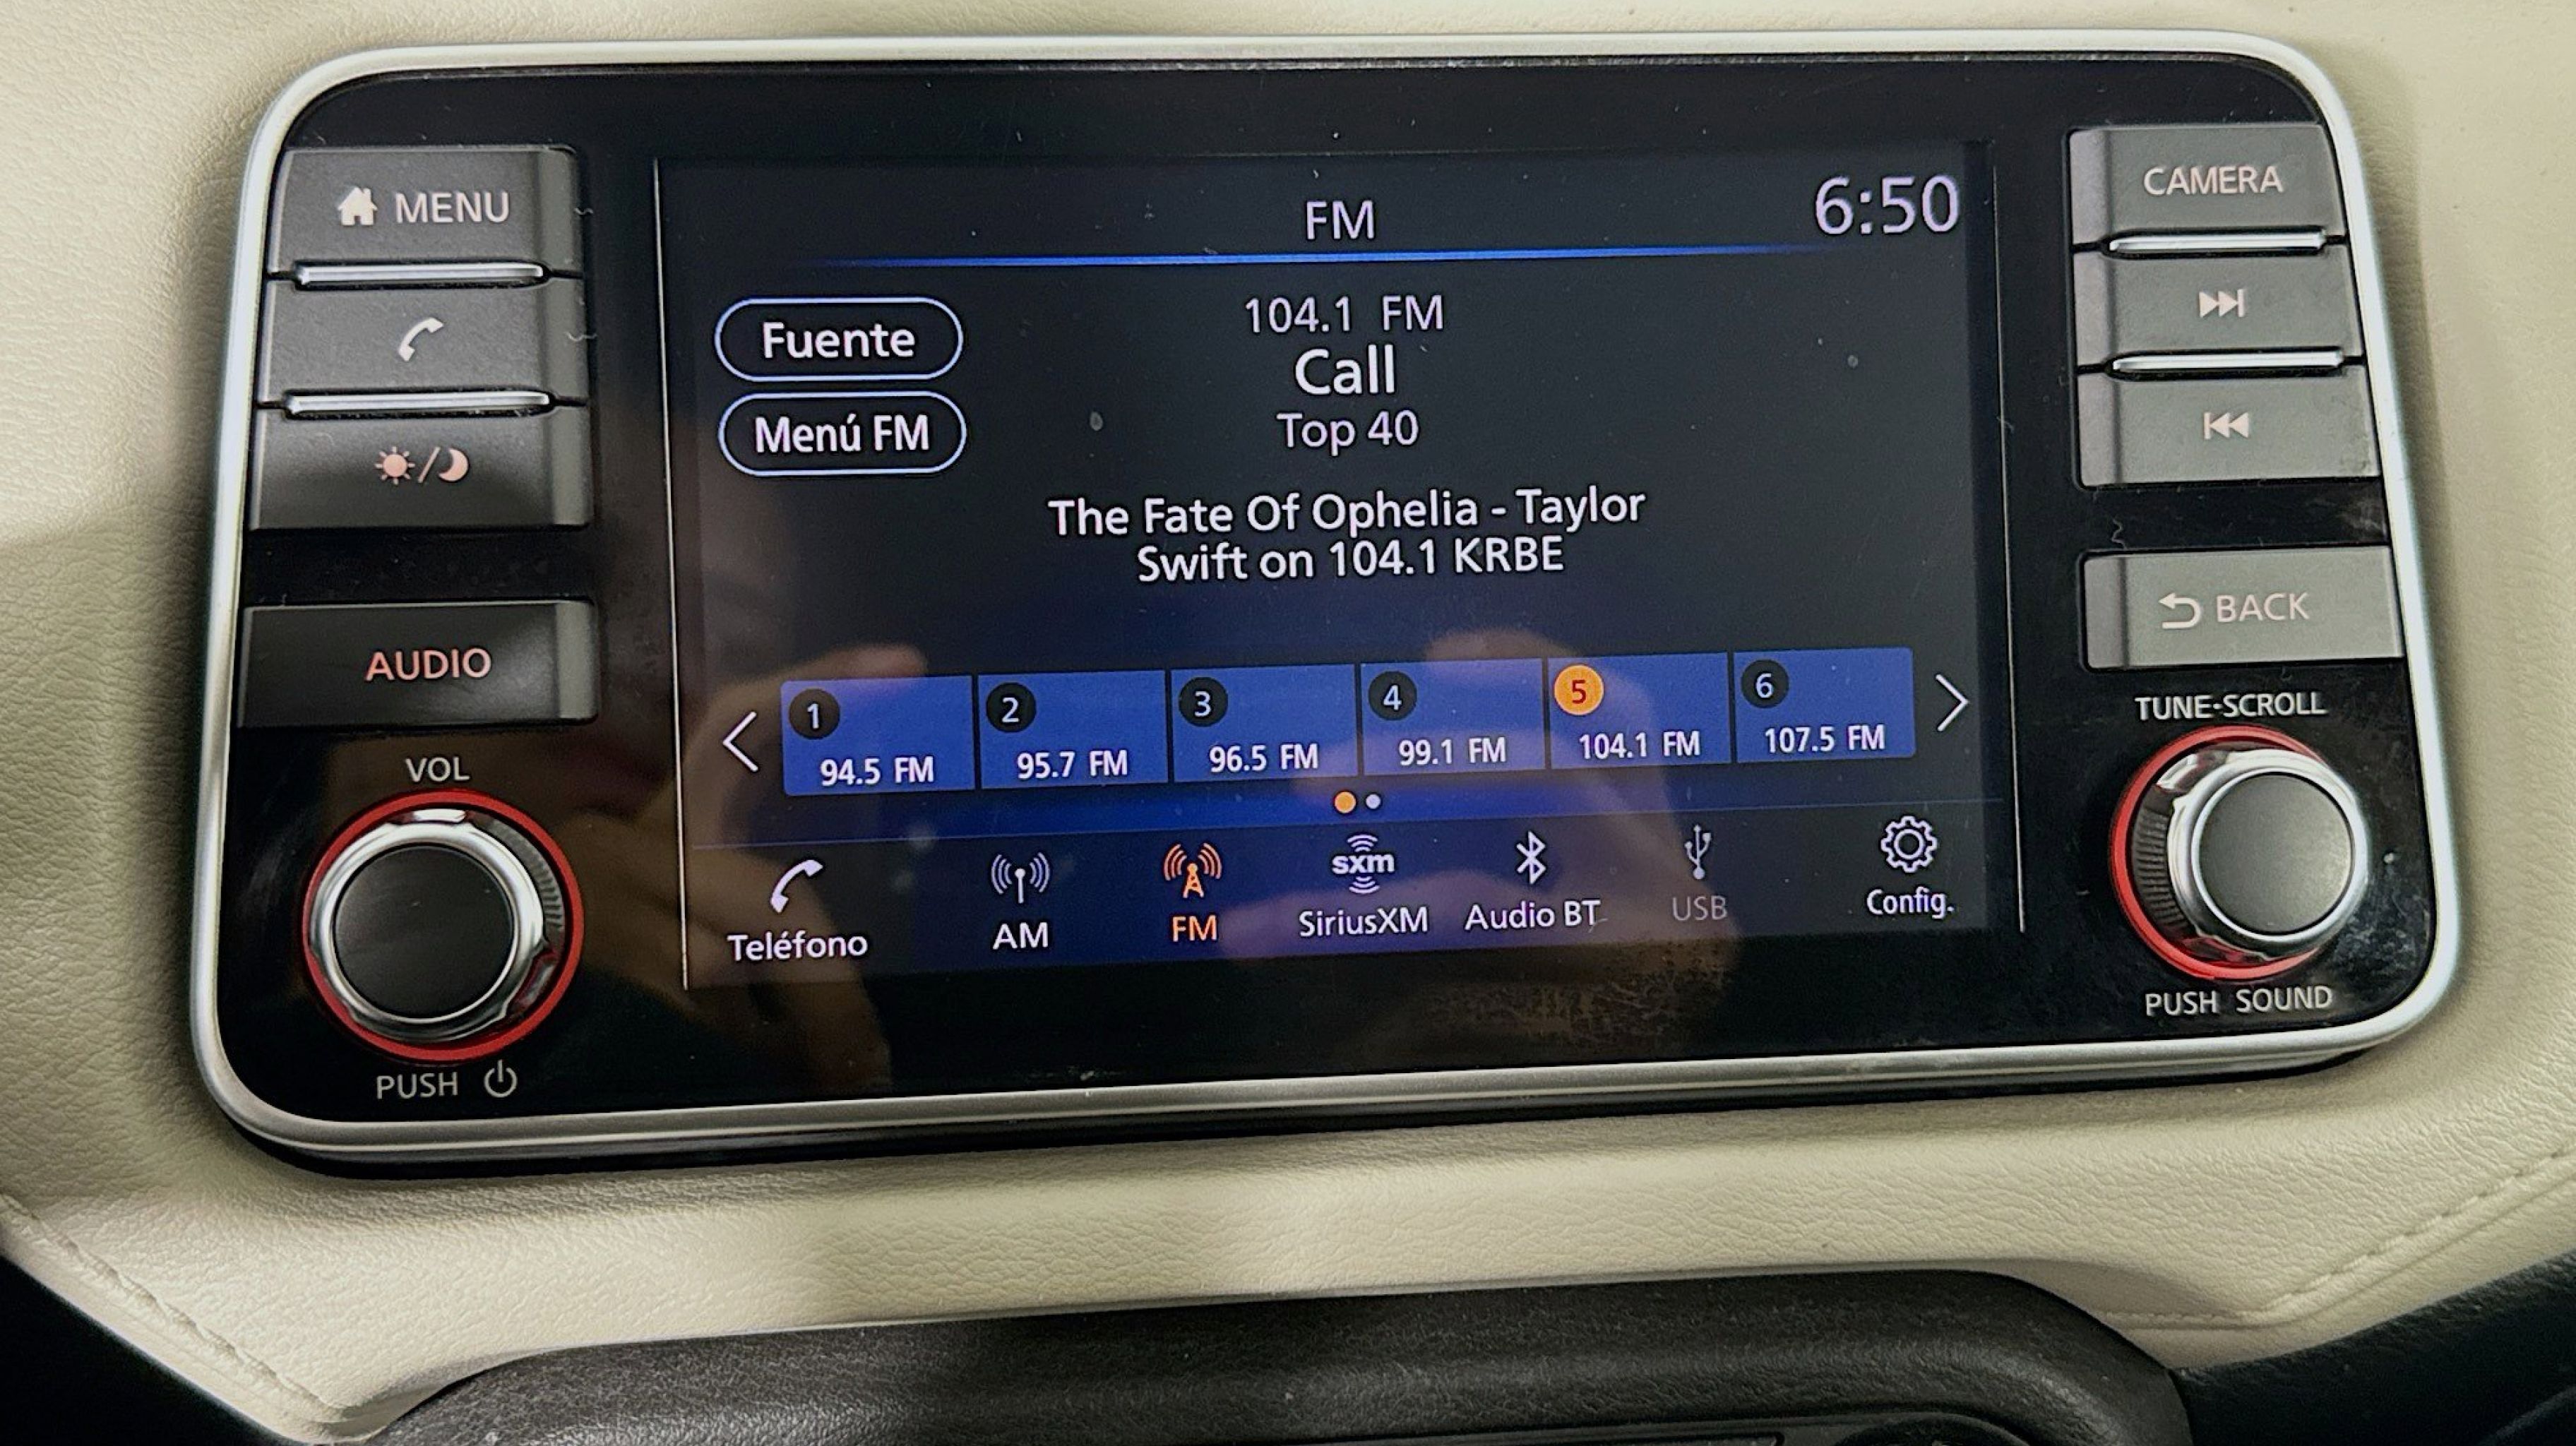 MENU
FM
6:50
CAMERA
Fuente
104.1 FM
Call
Menú FM
Top 40
The Fate Of Ophelia - Taylor
Swift on 104.1 KRBE
BACK
AUDIO
TUNE•SCROLL
VOL
1 94.5 FM
2 95.7 FM
3 96.5 FM
4 99.1 FM
5 104.1 FM
6 107.5 FM
Teléfono
AM
FM
sxm
SiriusXM
Audio BT
USB
Config.
PUSH
PUSH SOUND